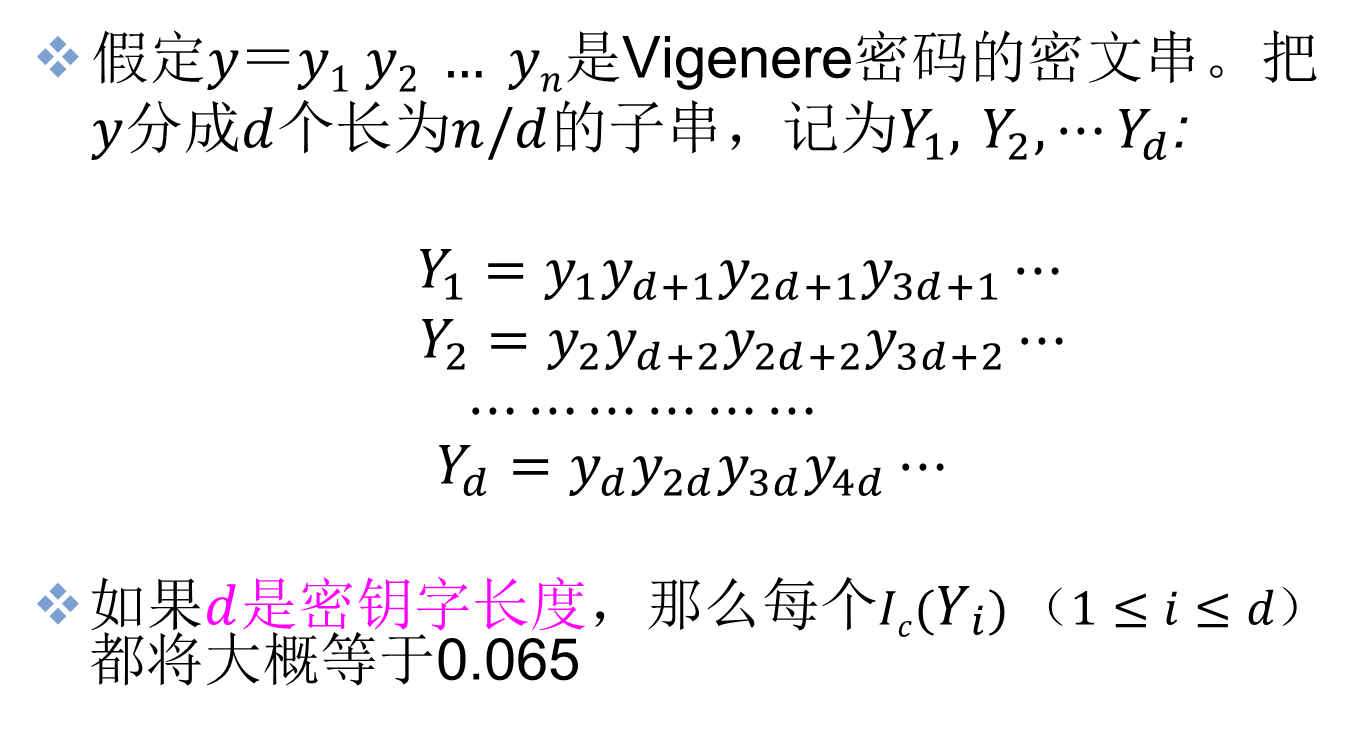 假定y=y₁ y₂ … yₙ是Vigenere密码的密文串。把
y分成d个长为n/d的子串，记为Y₁, Y₂,⋯ Y_d:
Y₁ = y₁y_{d+1}y_{2d+1}y_{3d+1} ⋯
Y₂ = y₂y_{d+2}y_{2d+2}y_{3d+2} ⋯
⋯ ⋯ ⋯ ⋯ ⋯ ⋯
Y_d = y_d y_{2d} y_{3d} y_{4d} ⋯
如果d是密钥字长度，那么每个I_c(Y_i)（1 ≤ i ≤ d）
都将大概等于0.065